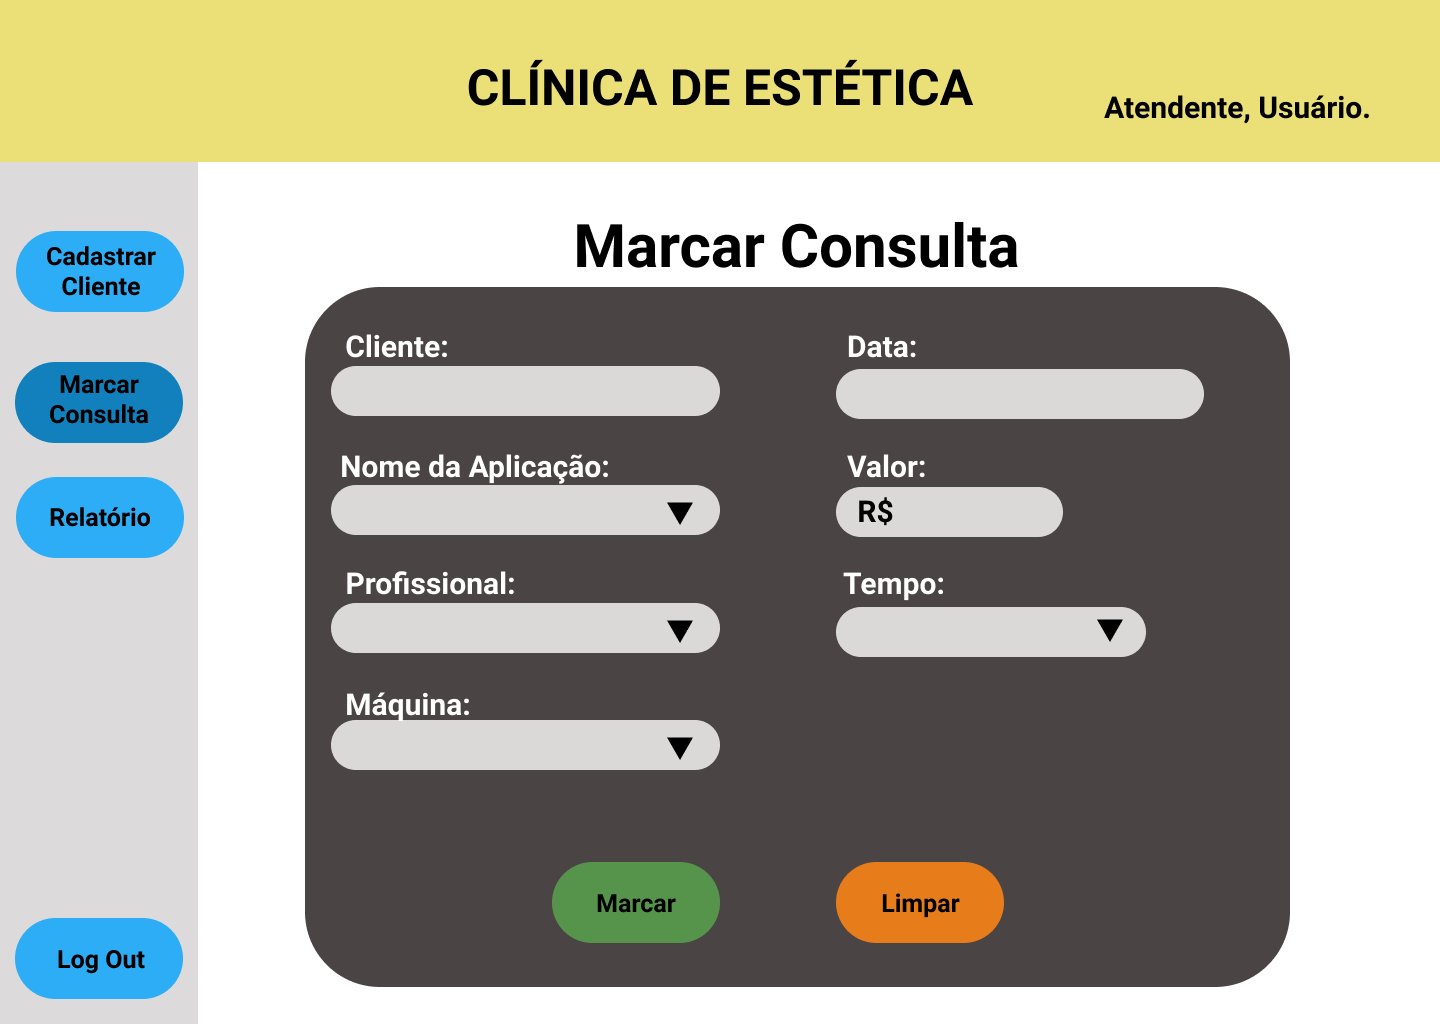 CLÍNICA DE ESTÉTICA
Atendente, Usuário.
Cadastrar
Cliente
Marcar
Consulta
Relatório
Log Out
Marcar Consulta
Cliente:
Data:
Nome da Aplicação:
Valor:
R$
Profissional:
Tempo:
Máquina:
Marcar
Limpar